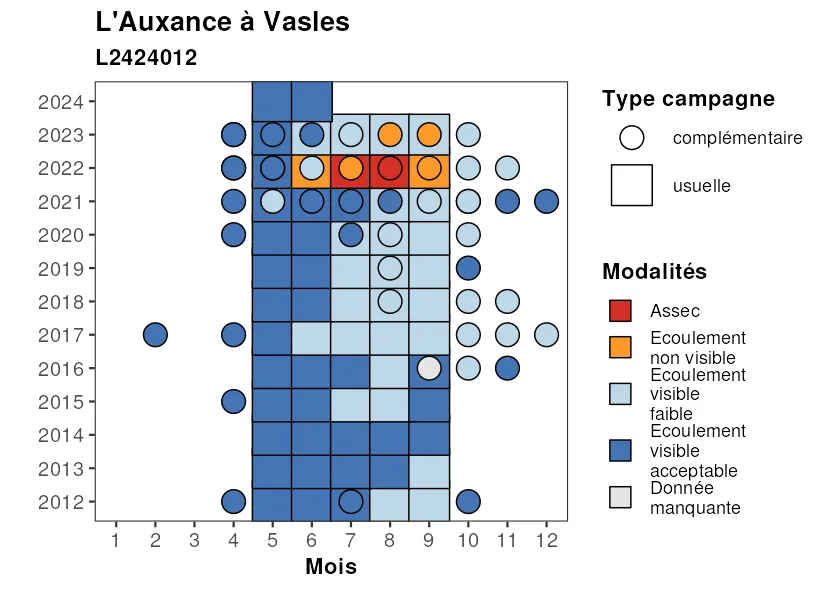 L'Auxance à Vasles
L2424012
2024
2023
2022
2021
2020
2019
2018
2017
2016
2015
2014
2013
2012
1 2 3 4 5 6 7 8 9 10 11 12
Mois
Type campagne
complémentaire
usuelle
Modalités
Assec
Ecoulement
non visible
Ecoulement
visible
faible
Ecoulement
visible
acceptable
Donnée
manquante